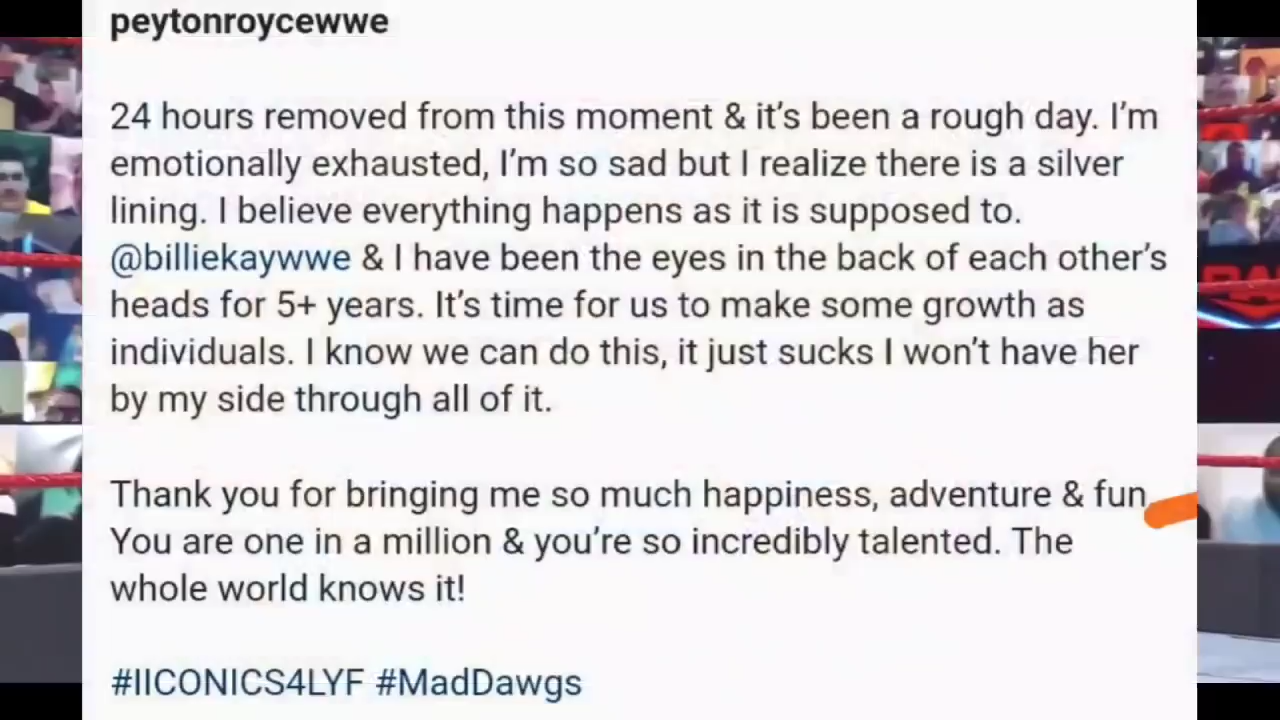 peytonroycewwe
24 hours removed from this moment & it's been a rough day. I'm
emotionally exhausted, I'm so sad but I realize there is a silver
lining. I believe everything happens as it is supposed to.
@billiekaywwe & I have been the eyes in the back of each other's
heads for 5+ years. It's time for us to make some growth as
individuals. I know we can do this, it just sucks I won't have her
by my side through all of it.
Thank you for bringing me so much happiness, adventure & fun
You are one in a million & you're so incredibly talented. The
whole world knows it!
#IICONICS4LYF #MadDawgs